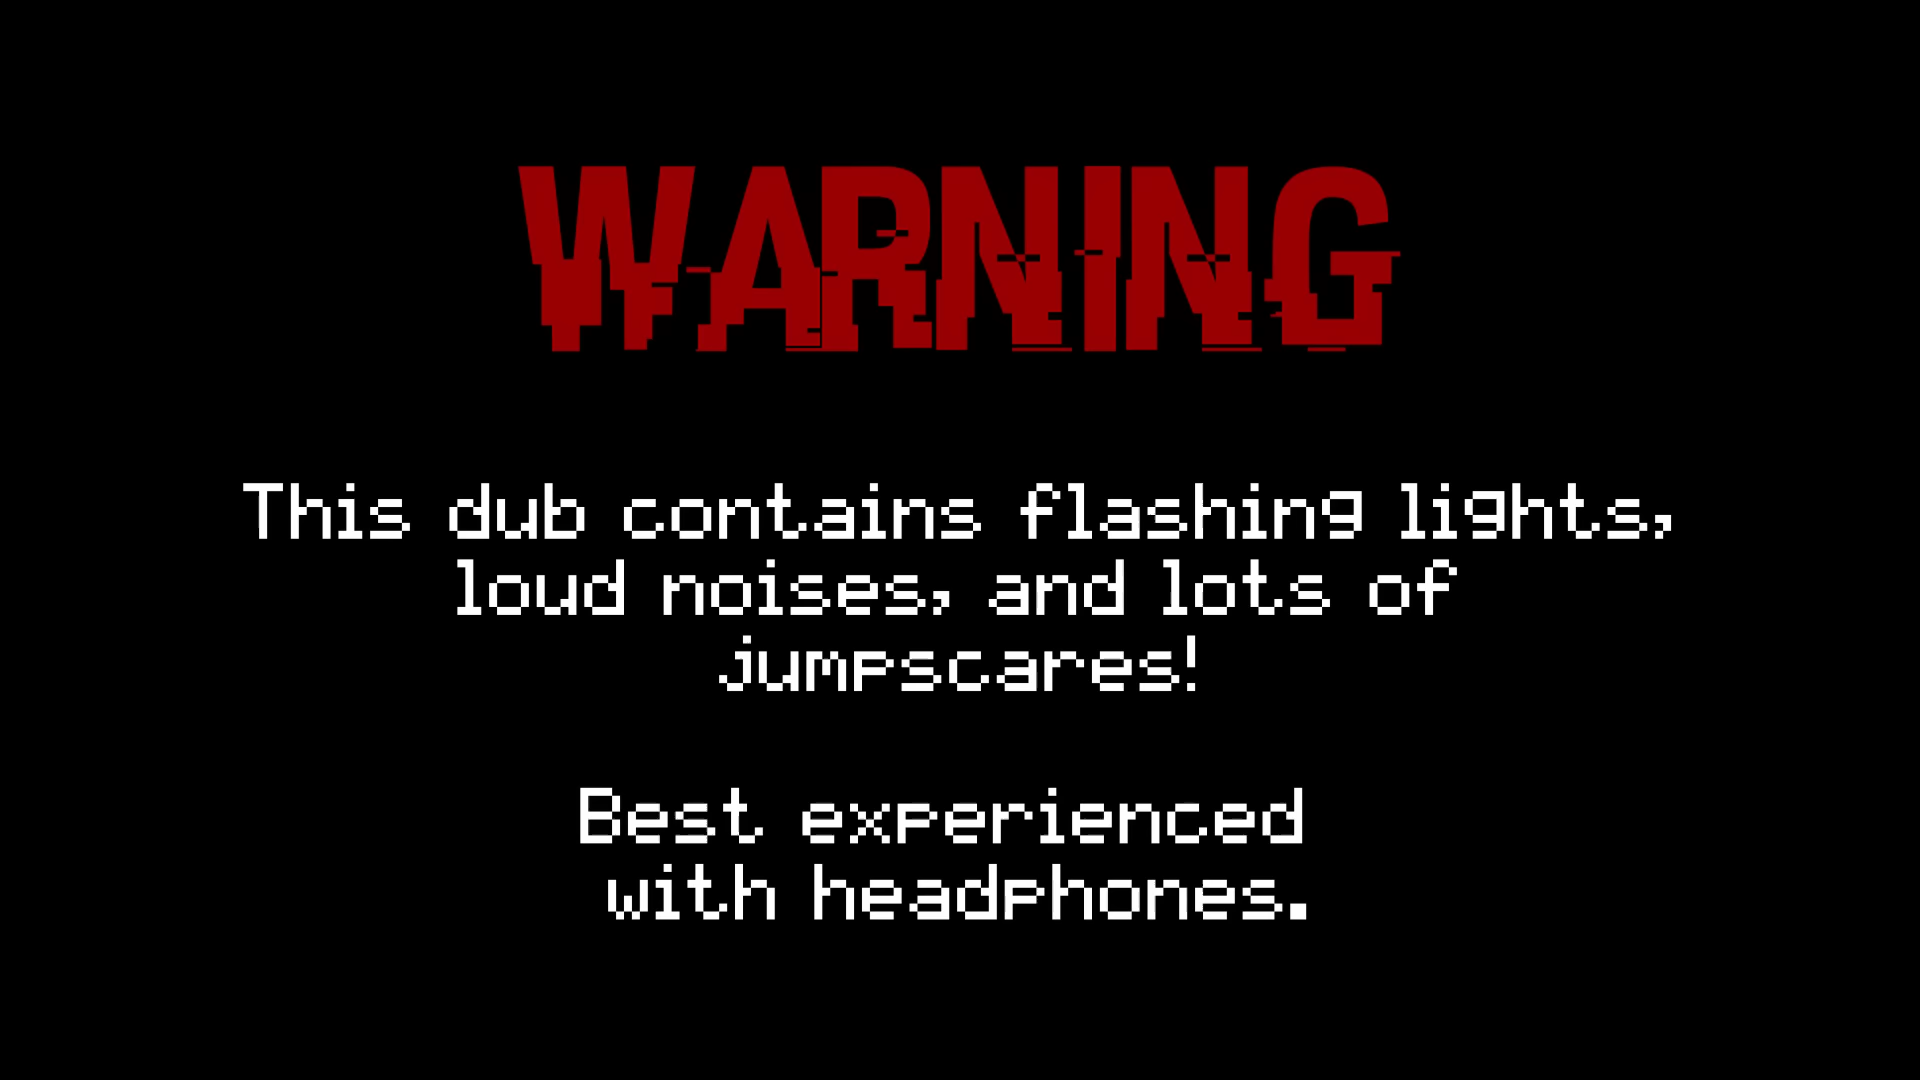 WARNING
This dub contains flashing lights,
loud noises, and lots of
jumpscares!
Best experienced
with headphones.